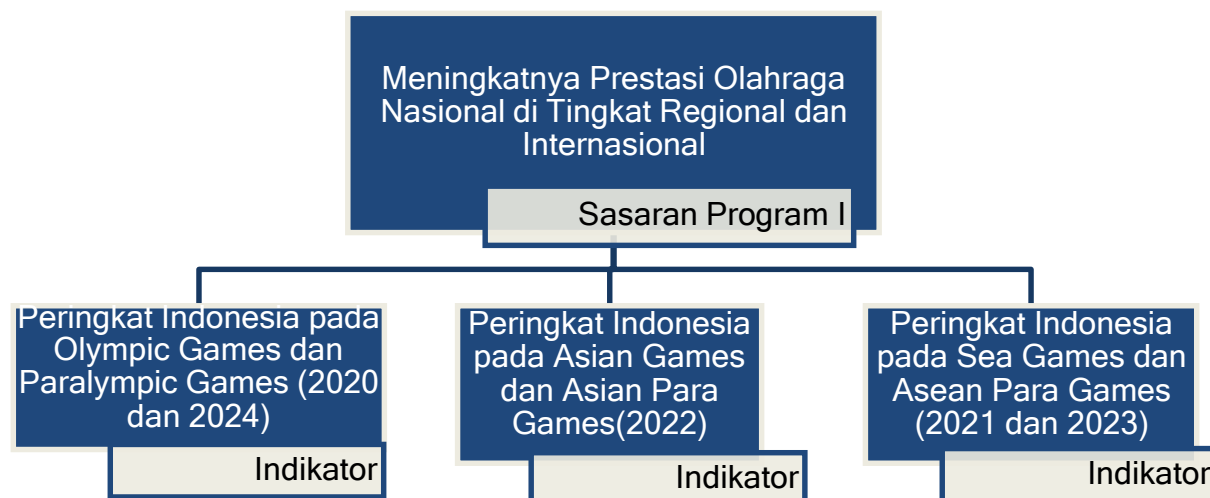 Meningkatnya Prestasi Olahraga
Nasional di Tingkat Regional dan
Internasional
Sasaran Program I
Peringkat Indonesia pada
Olympic Games dan
Paralympic Games (2020
dan 2024)
Indikator
Peringkat Indonesia
pada Asian Games
dan Asian Para
Games(2022)
Indikator
Peringkat Indonesia
pada Sea Games dan
Asean Para Games
(2021 dan 2023)
Indikator